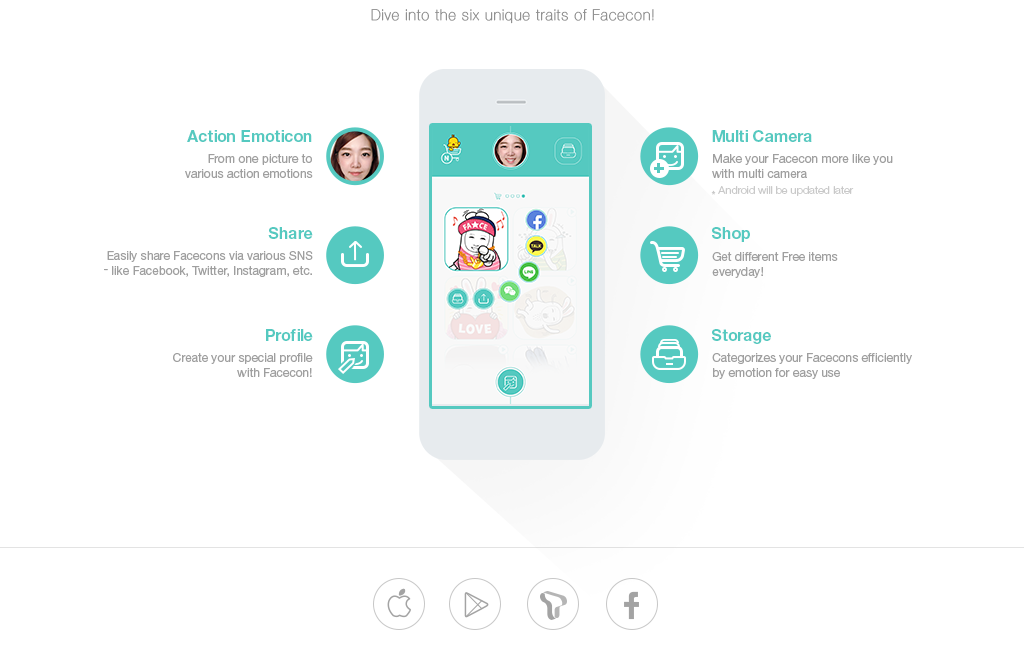 Dive into the six unique traits of Facecon!
Action Emoticon
From one picture to
various action emotions
Share
Easily share Facecons via various SNS
- like Facebook, Twitter, Instagram, etc.
Profile
Create your special profile
with Facecon!
N
FA★CE
TALK
LINE
LOVE
Multi Camera
Make your Facecon more like you
with multi camera
* Android will be updated later
Shop
Get different Free items
everyday!
Storage
Categorizes your Facecons efficiently
by emotion for easy use